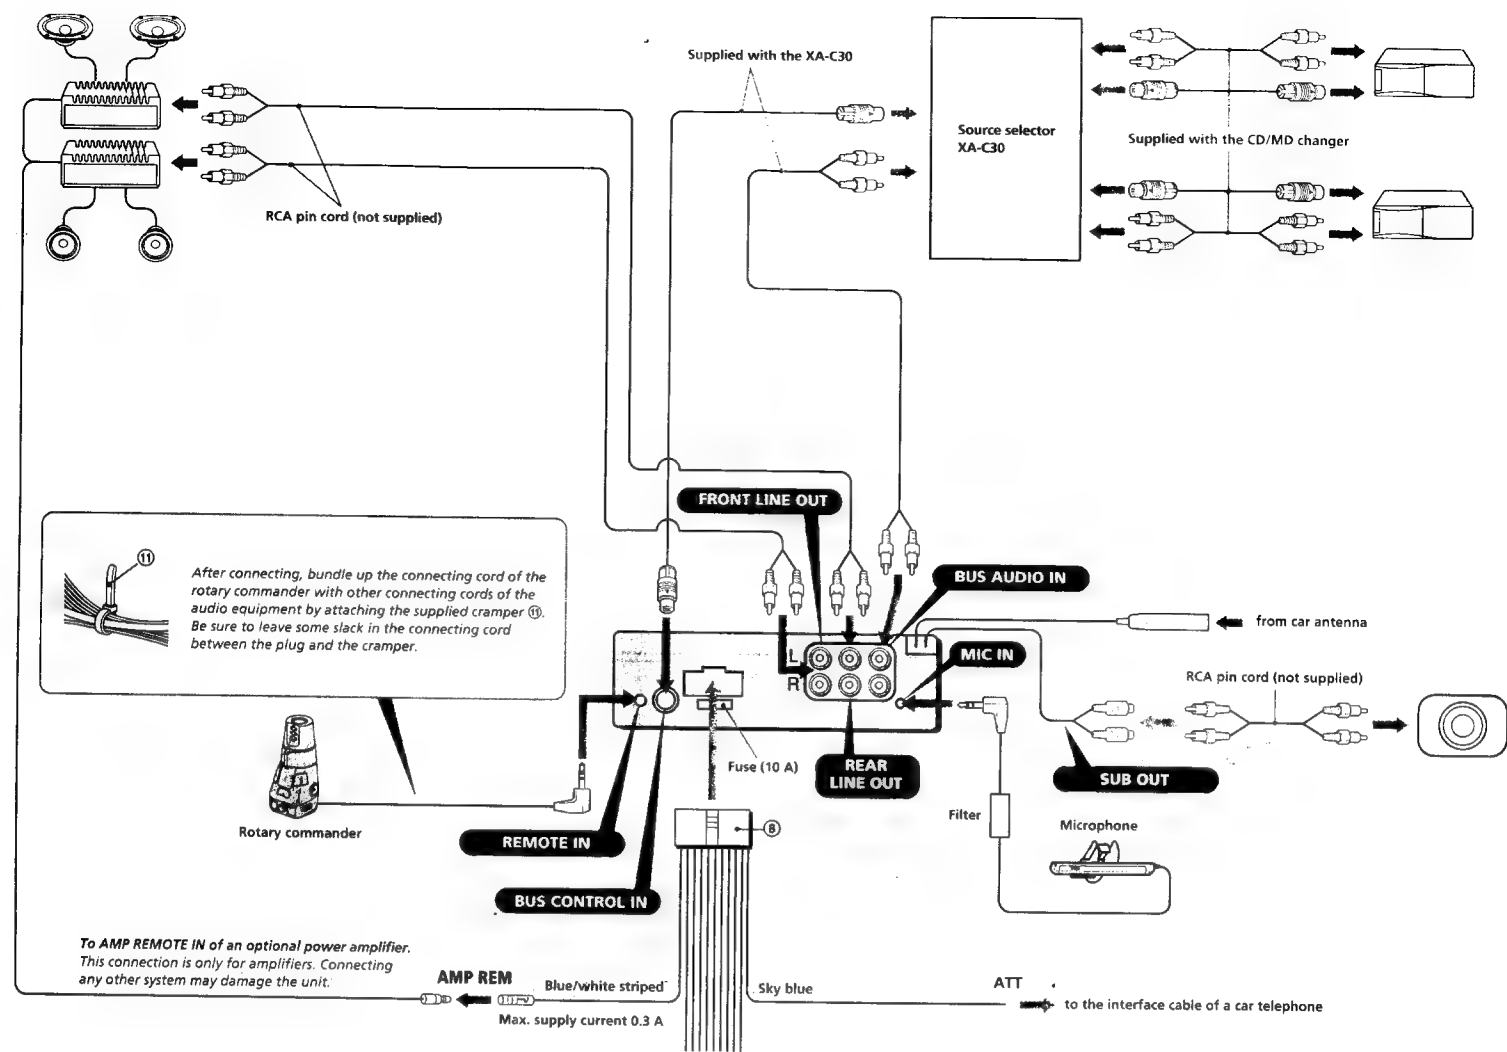 Supplied with the XA-C30
Source selector
XA-C30
Supplied with the CD/MD changer
RCA pin cord (not supplied)
FRONT LINE OUT
11
After connecting, bundle up the connecting cord of the
rotary commander with other connecting cords of the
audio equipment by attaching the supplied cramper ⑪.
Be sure to leave some slack in the connecting cord
between the plug and the cramper.
BUS AUDIO IN
from car antenna
L
R
MIC IN
RCA pin cord (not supplied)
Fuse (10 A)
REAR
LINE OUT
SUB OUT
Rotary commander
REMOTE IN
8
Filter
Microphone
BUS CONTROL IN
To AMP REMOTE IN of an optional power amplifier.
This connection is only for amplifiers. Connecting
any other system may damage the unit.
AMP REM
Blue/white striped
Max. supply current 0.3 A
Sky blue
ATT
to the interface cable of a car telephone